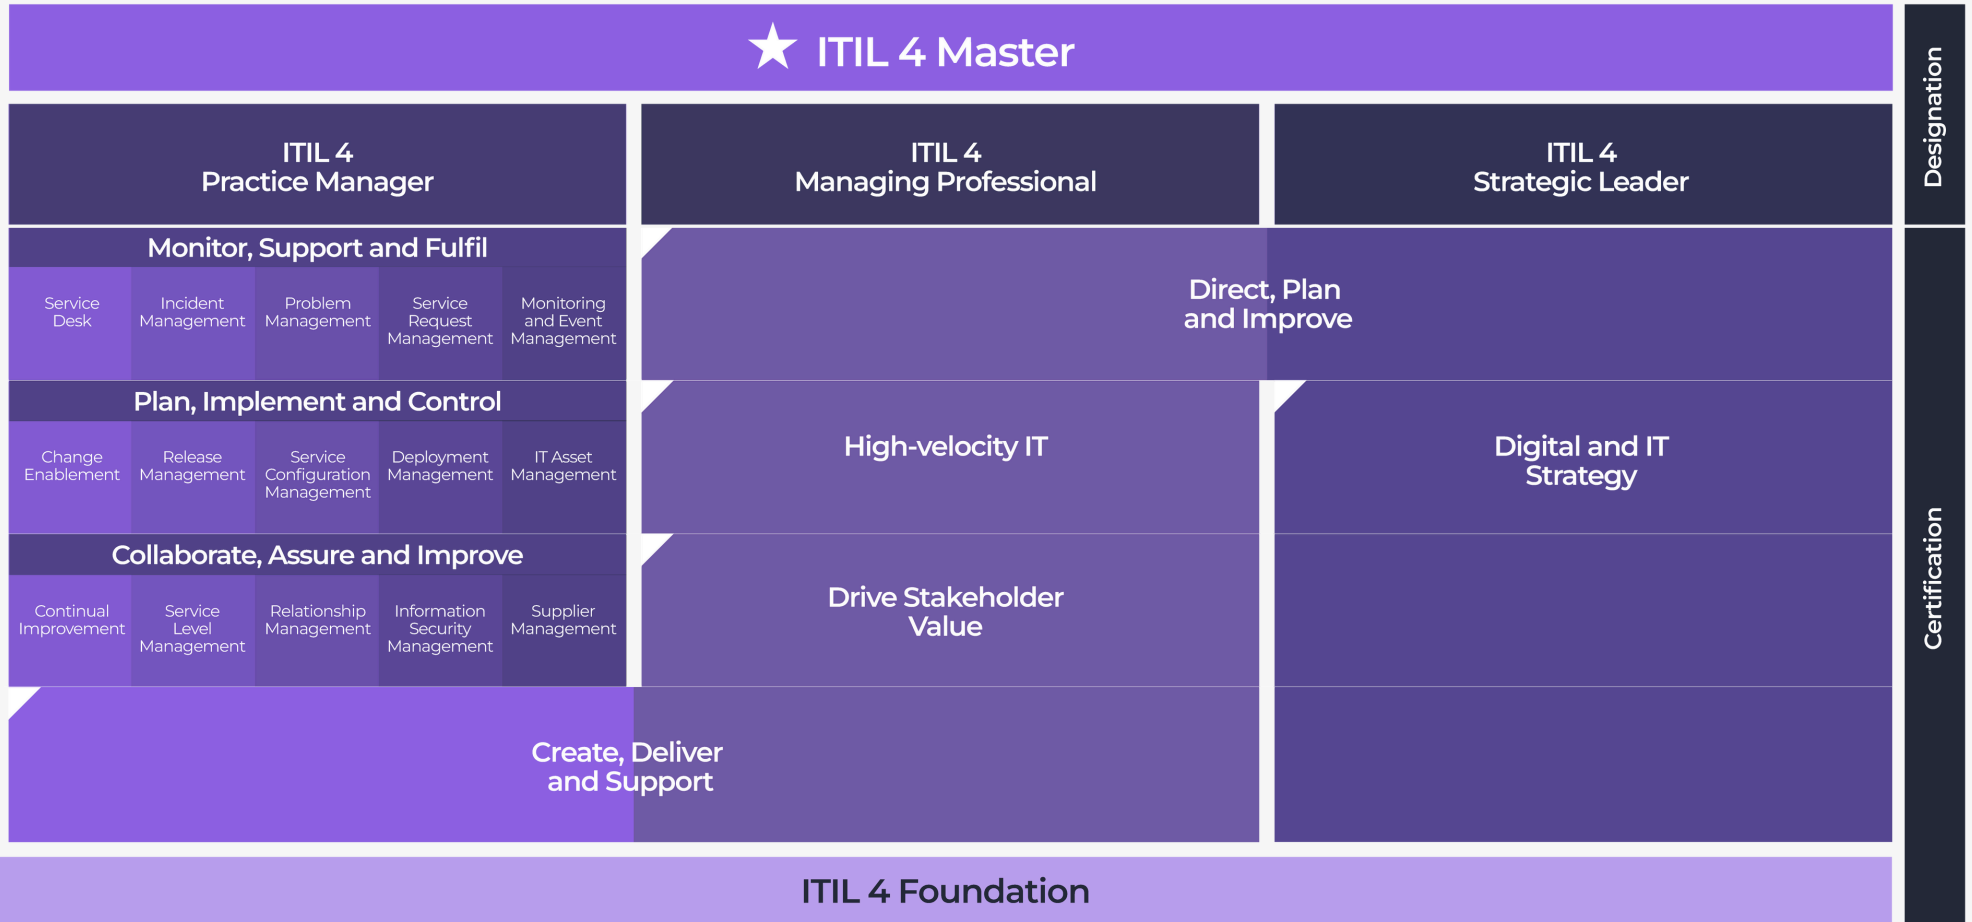 ★ ITIL 4 Master
Designation
ITIL 4
Practice Manager
ITIL 4
Managing Professional
ITIL 4
Strategic Leader
Certification
Monitor, Support and Fulfil
Service
Desk
Incident
Management
Problem
Management
Service
Request
Management
Monitoring
and Event
Management
Direct, Plan
and Improve
Plan, Implement and Control
Change
Enablement
Release
Management
Service
Configuration
Management
Deployment
Management
IT Asset
Management
High-velocity IT
Digital and IT
Strategy
Collaborate, Assure and Improve
Continual
Improvement
Service
Level
Management
Relationship
Management
Information
Security
Management
Supplier
Management
Drive Stakeholder
Value
Create, Deliver
and Support
ITIL 4 Foundation